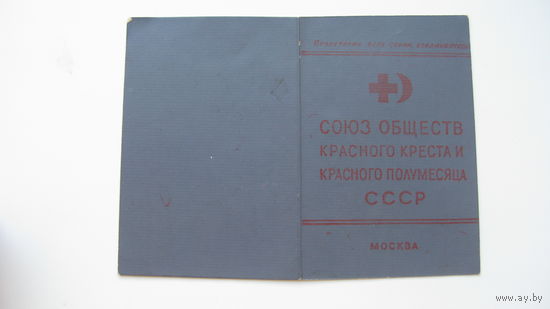 Пролетарии всех стран, соединяйтесь!
СОЮЗ ОБЩЕСТВ
КРАСНОГО КРЕСТА И
КРАСНОГО ПОЛУМЕСЯЦА
СССР
МОСКВА
www.ay.by